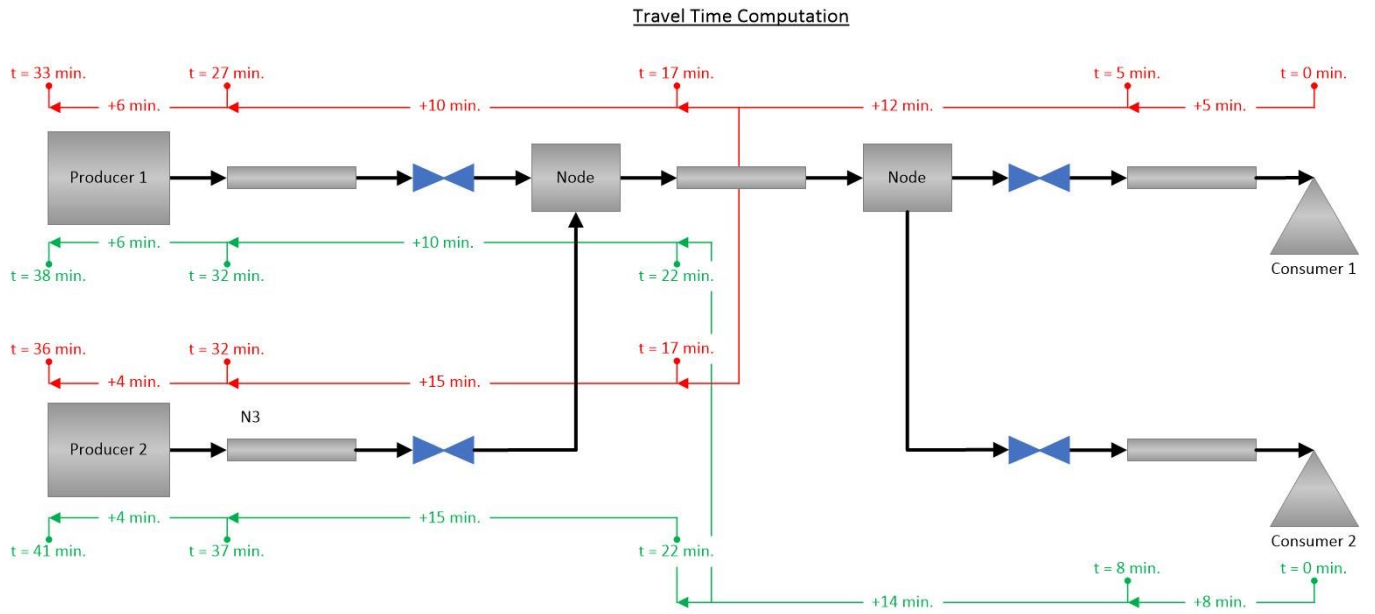 Travel Time Computation
t = 33 min.
t = 27 min.
t = 17 min.
t = 5 min.
t = 0 min.
+6 min.
+10 min.
+12 min.
+5 min.
Producer 1
Node
Node
Consumer 1
+6 min.
+10 min.
t = 38 min.
t = 32 min.
t = 22 min.
t = 36 min.
t = 32 min.
t = 17 min.
+4 min.
+15 min.
N3
Producer 2
Consumer 2
+4 min.
+15 min.
t = 41 min.
t = 37 min.
t = 22 min.
t = 8 min.
t = 0 min.
+14 min.
+8 min.